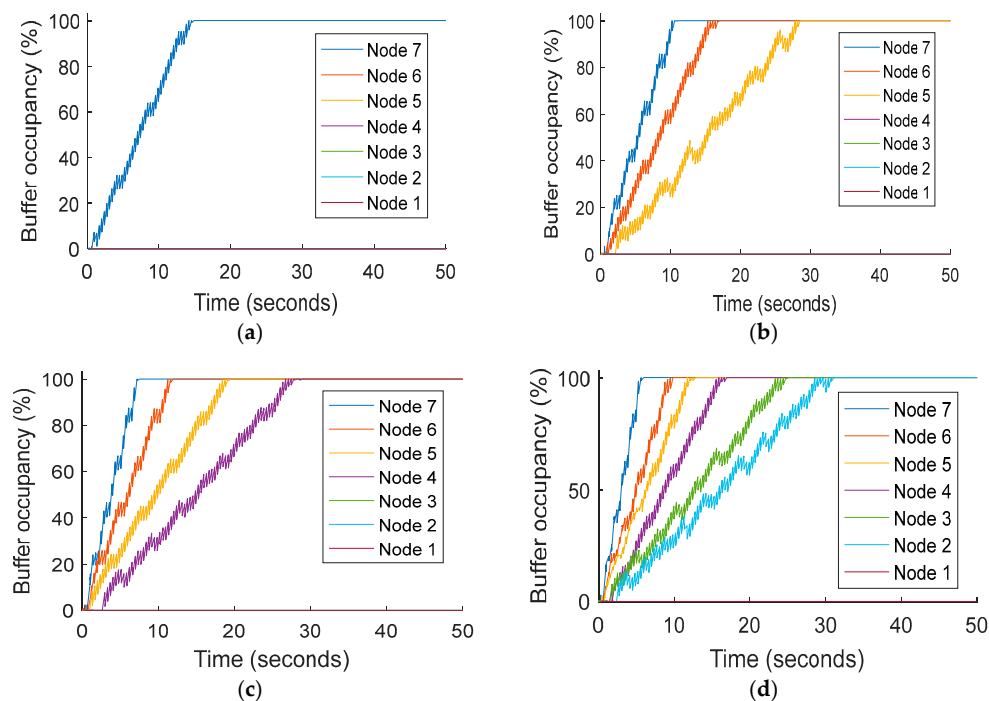 Buffer occupancy (%)
100
80
60
40
20
0
Node 7
Node 6
Node 5
Node 4
Node 3
Node 2
Node 1
0 10 20 30 40 50
Time (seconds)
(a)
Buffer occupancy (%)
100
80
60
40
20
0
Node 7
Node 6
Node 5
Node 4
Node 3
Node 2
Node 1
0 10 20 30 40 50
Time (seconds)
(b)
Buffer occupancy (%)
100
80
60
40
20
0
Node 7
Node 6
Node 5
Node 4
Node 3
Node 2
Node 1
0 10 20 30 40 50
Time (seconds)
(c)
Buffer occupancy (%)
100
50
0
Node 7
Node 6
Node 5
Node 4
Node 3
Node 2
Node 1
0 10 20 30 40 50
Time (seconds)
(d)